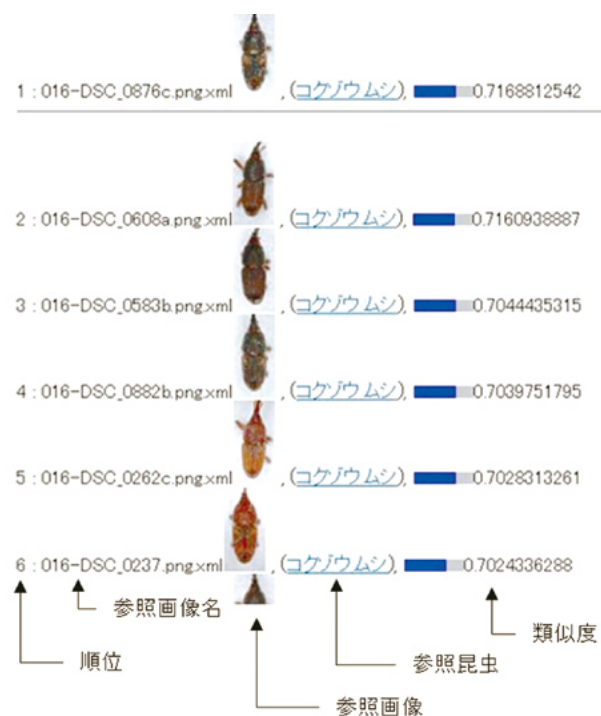 1 : 016-DSC_0876c.png.xml , (コクゾウムシ), 0.7168812542
2 : 016-DSC_0608a.png.xml , (コクゾウムシ), 0.7160938887
3 : 016-DSC_0583b.png.xml , (コクゾウムシ), 0.7044435315
4 : 016-DSC_0882b.png.xml , (コクゾウムシ), 0.7039751795
5 : 016-DSC_0262c.png.xml , (コクゾウムシ), 0.7028313261
6 : 016-DSC_0237.png.xml , (コクゾウムシ), 0.7024336288
参照画像名
類似度
順位
参照昆虫
参照画像